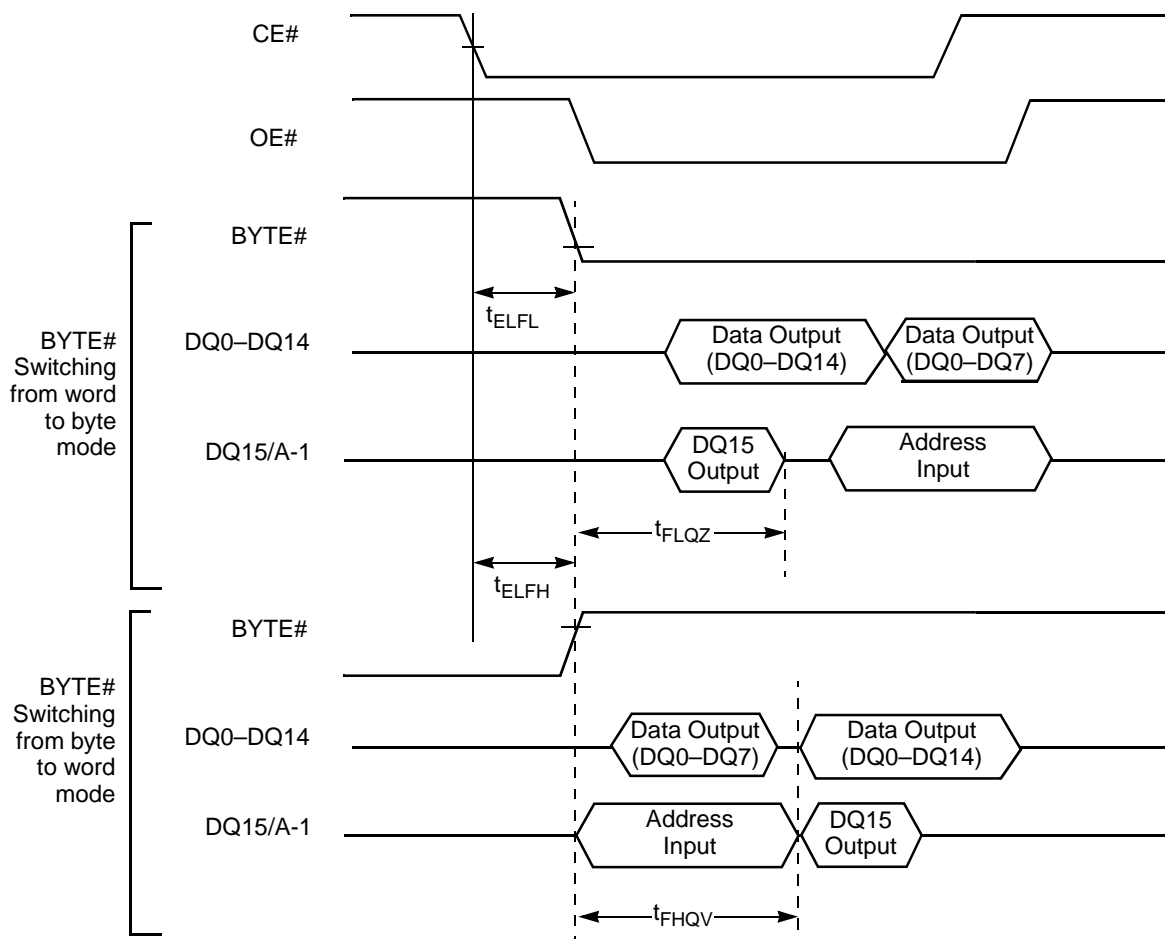 CE#
OE#
BYTE#
tELFL
BYTE#
Switching
from word
to byte
mode
DQ0–DQ14
Data Output
(DQ0–DQ14)
Data Output
(DQ0–DQ7)
DQ15/A-1
DQ15
Output
Address
Input
tFLQZ
tELFH
BYTE#
BYTE#
Switching
from byte
to word
mode
DQ0–DQ14
Data Output
(DQ0–DQ7)
Data Output
(DQ0–DQ14)
DQ15/A-1
Address
Input
DQ15
Output
tFHQV